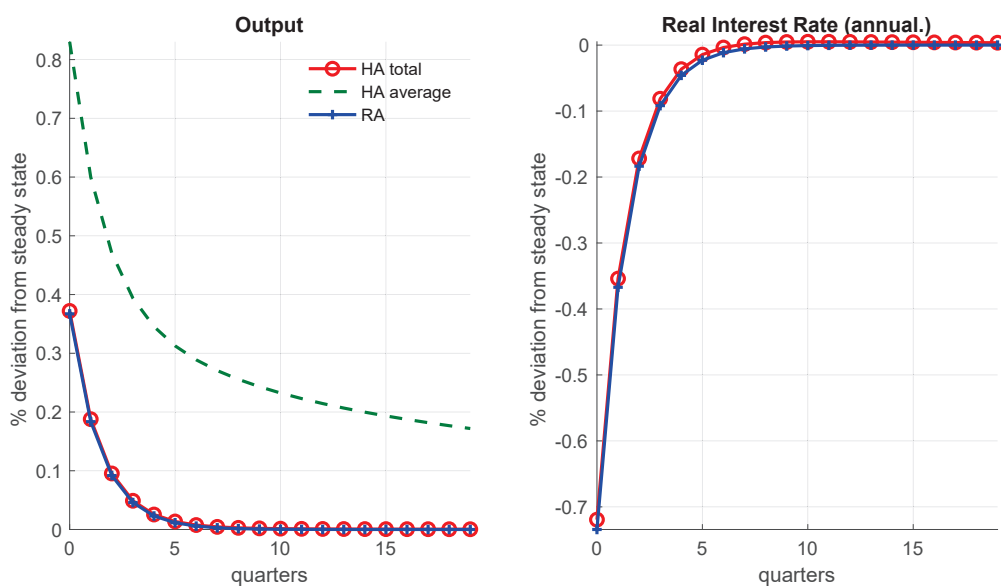 Output
% deviation from steady state
0.8
0.7
0.6
0.5
0.4
0.3
0.2
0.1
0
HA total
HA average
RA
0 5 10 15
quarters
Real Interest Rate (annual.)
% deviation from steady state
0
-0.1
-0.2
-0.3
-0.4
-0.5
-0.6
-0.7
0 5 10 15
quarters